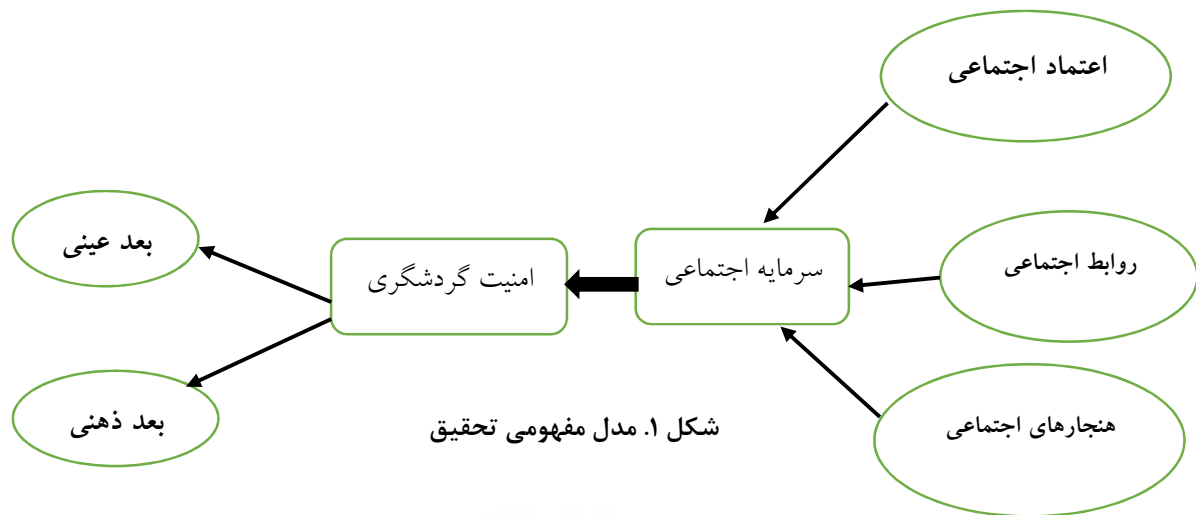 اعتماد اجتماعی
روابط اجتماعی
هنجارهای اجتماعی
سرمایه اجتماعی
امنیت گردشگری
بعد عینی
بعد ذهنی
شکل ۱. مدل مفهومی تحقیق